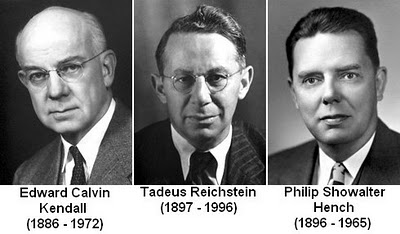 Edward Calvin
Kendall
(1886 - 1972)
Tadeus Reichstein
(1897 - 1996)
Philip Showalter
Hench
(1896 - 1965)